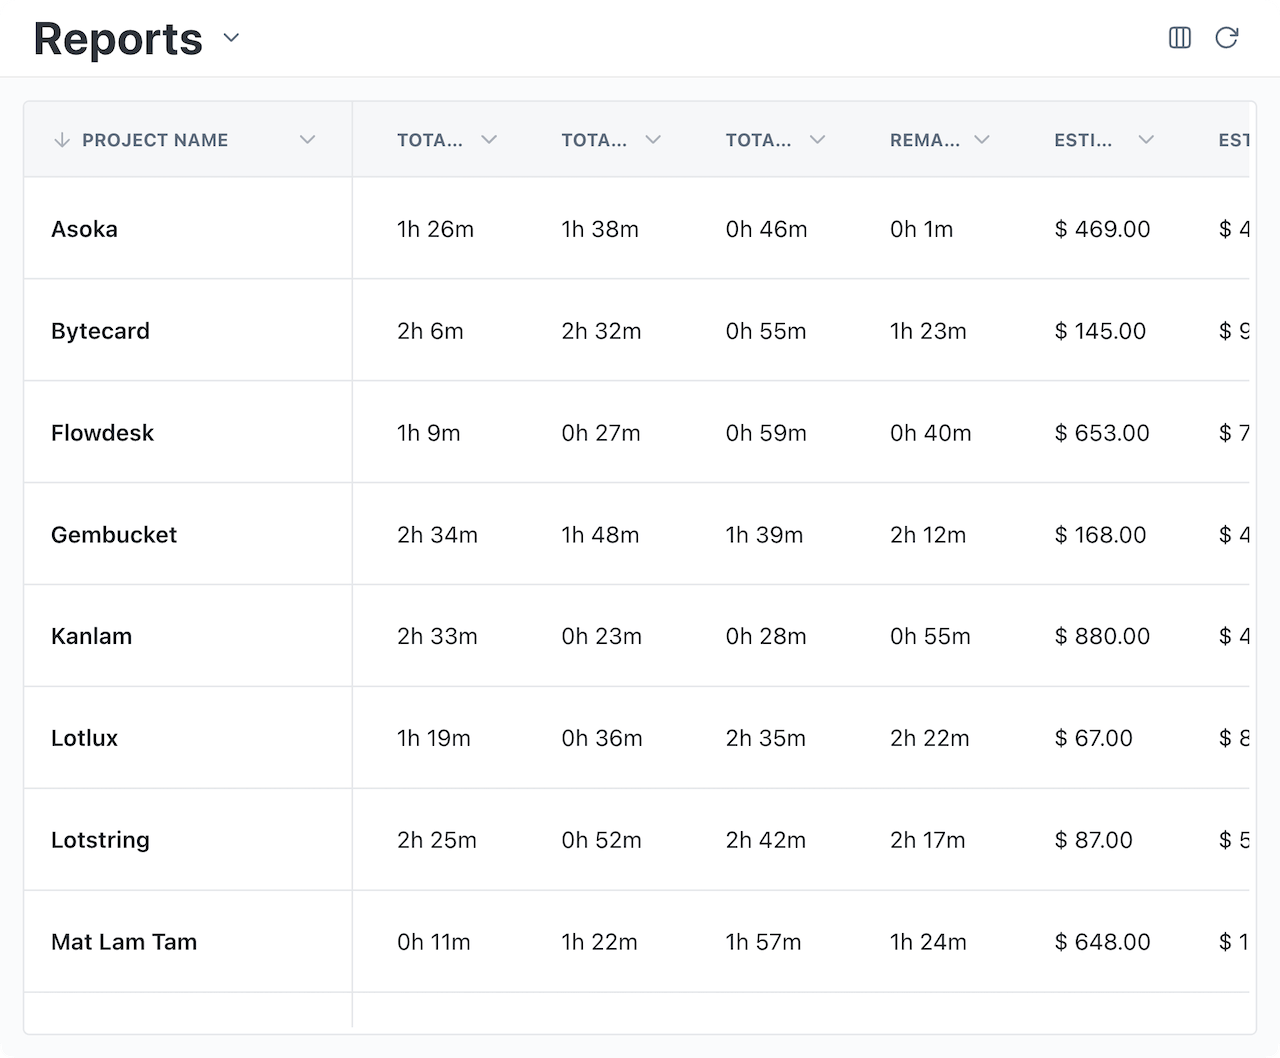 Reports
PROJECT NAME TOTA... TOTA... TOTA... REMA... ESTI... EST
Asoka 1h 26m 1h 38m 0h 46m 0h 1m $ 469.00 $ 4
Bytecard 2h 6m 2h 32m 0h 55m 1h 23m $ 145.00 $ 9
Flowdesk 1h 9m 0h 27m 0h 59m 0h 40m $ 653.00 $ 7
Gembucket 2h 34m 1h 48m 1h 39m 2h 12m $ 168.00 $ 4
Kanlam 2h 33m 0h 23m 0h 28m 0h 55m $ 880.00 $ 4
Lotlux 1h 19m 0h 36m 2h 35m 2h 22m $ 67.00 $ 8
Lotstring 2h 25m 0h 52m 2h 42m 2h 17m $ 87.00 $ 5
Mat Lam Tam 0h 11m 1h 22m 1h 57m 1h 24m $ 648.00 $ 1